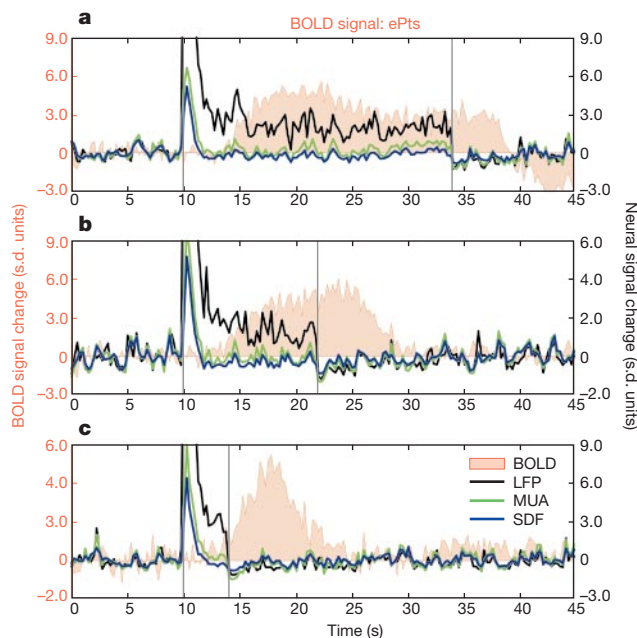 BOLD signal: ePts
a
9.0 9.0
6.0 6.0
3.0 3.0
0 0
–3.0 –3.0
0 5 10 15 20 25 30 35 40 45
b
9.0 6.0
6.0 4.0
3.0 2.0
0 0
–3.0 –2.0
0 5 10 15 20 25 30 35 40 45
c
6.0 9.0
BOLD
LFP
4.0 6.0
MUA
SDF
3.0 3.0
0 0
–2.0 –3.0
0 5 10 15 20 25 30 35 40 45
Time (s)
BOLD signal change (s.d. units)
Neural signal change (s.d. units)